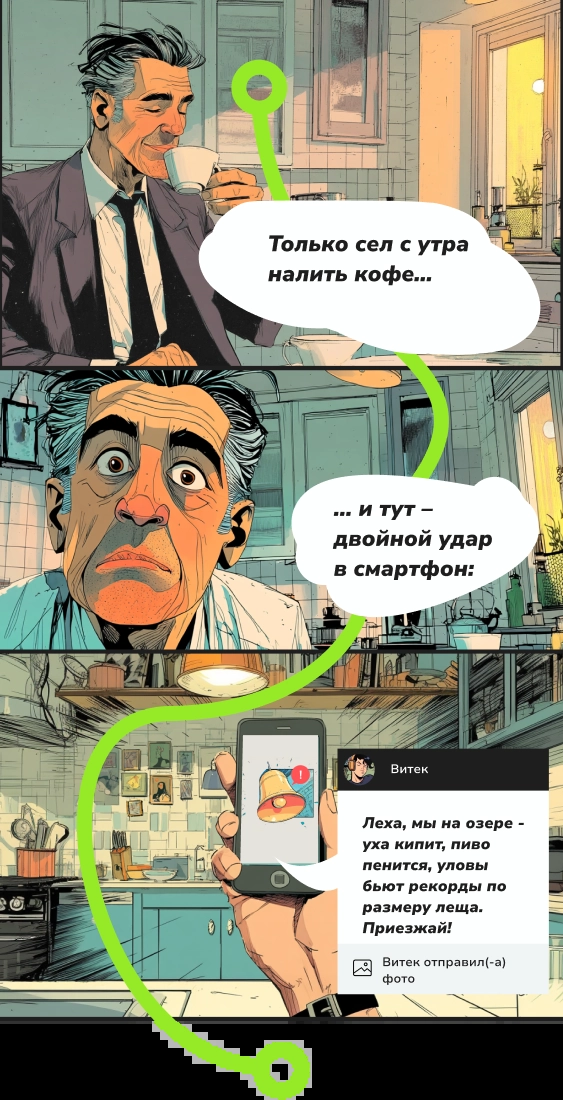 Только сел с утра
налить кофе...
... и тут –
двойной удар
в смартфон:
!
Витек
Леха, мы на озере -
уха кипит, пиво
пенится, уловы
бьют рекорды по
размеру леща.
Приезжай!
Витек отправил(-а)
фото